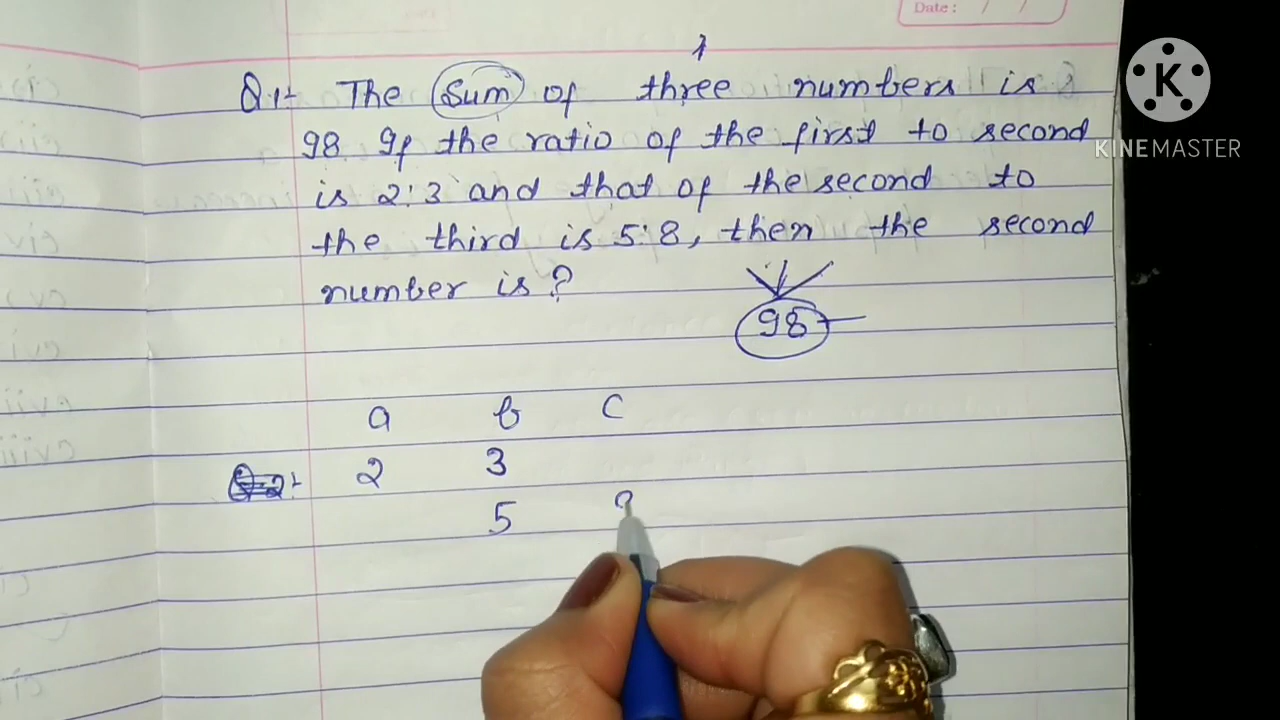 Date: / /
Q.1:- The sum of three numbers is
98. If the ratio of the first to second
is 2:3 and that of the second to
the third is 5:8, then the second
number is?
98
a b c
2 3
5
K
KINEMASTER